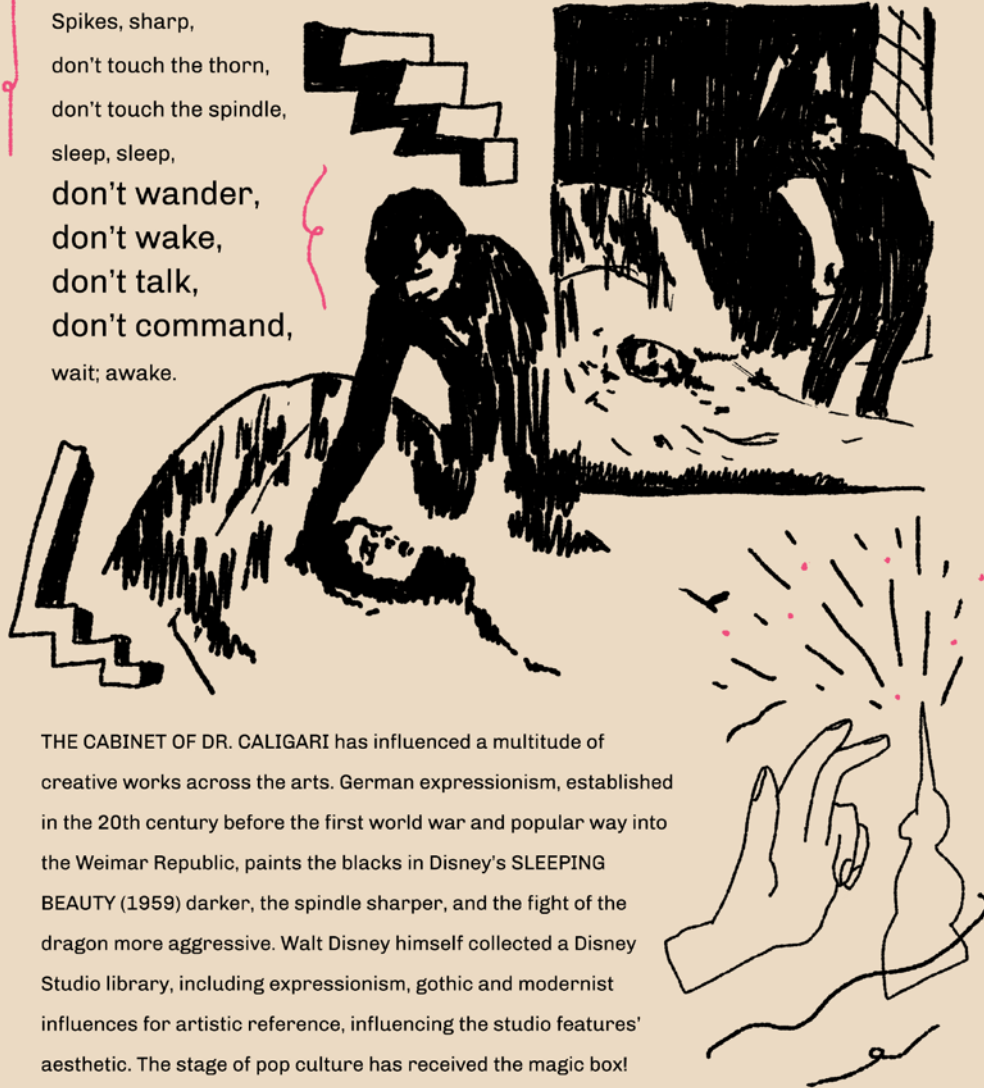 Spikes, sharp,
don't touch the thorn,
don't touch the spindle,
sleep, sleep,
don't wander,
don't wake,
don't talk,
don't command,
wait; awake.
THE CABINET OF DR. CALIGARI has influenced a multitude of
creative works across the arts. German expressionism, established
in the 20th century before the first world war and popular way into
the Weimar Republic, paints the blacks in Disney's SLEEPING
BEAUTY (1959) darker, the spindle sharper, and the fight of the
dragon more aggressive. Walt Disney himself collected a Disney
Studio library, including expressionism, gothic and modernist
influences for artistic reference, influencing the studio features'
aesthetic. The stage of pop culture has received the magic box!